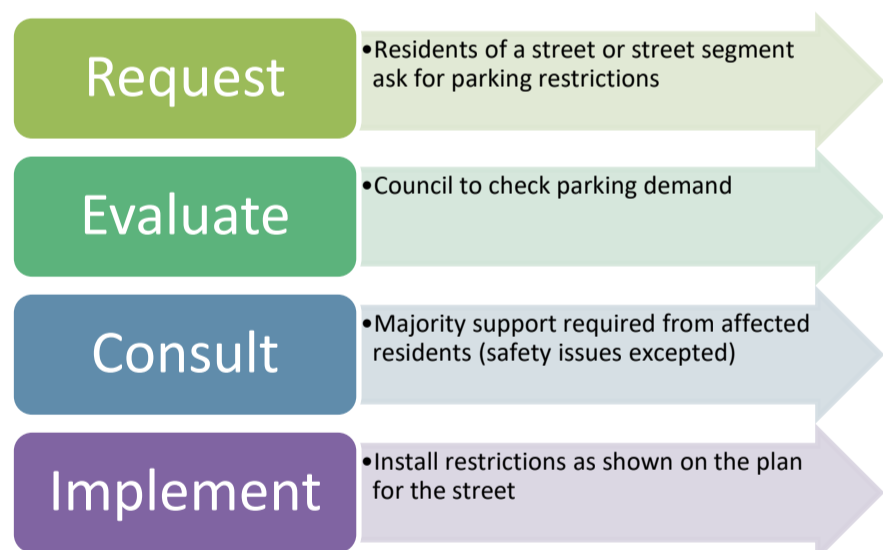 Request
•Residents of a street or street segment
ask for parking restrictions
Evaluate
•Council to check parking demand
Consult
•Majority support required from affected
residents (safety issues excepted)
Implement
•Install restrictions as shown on the plan
for the street